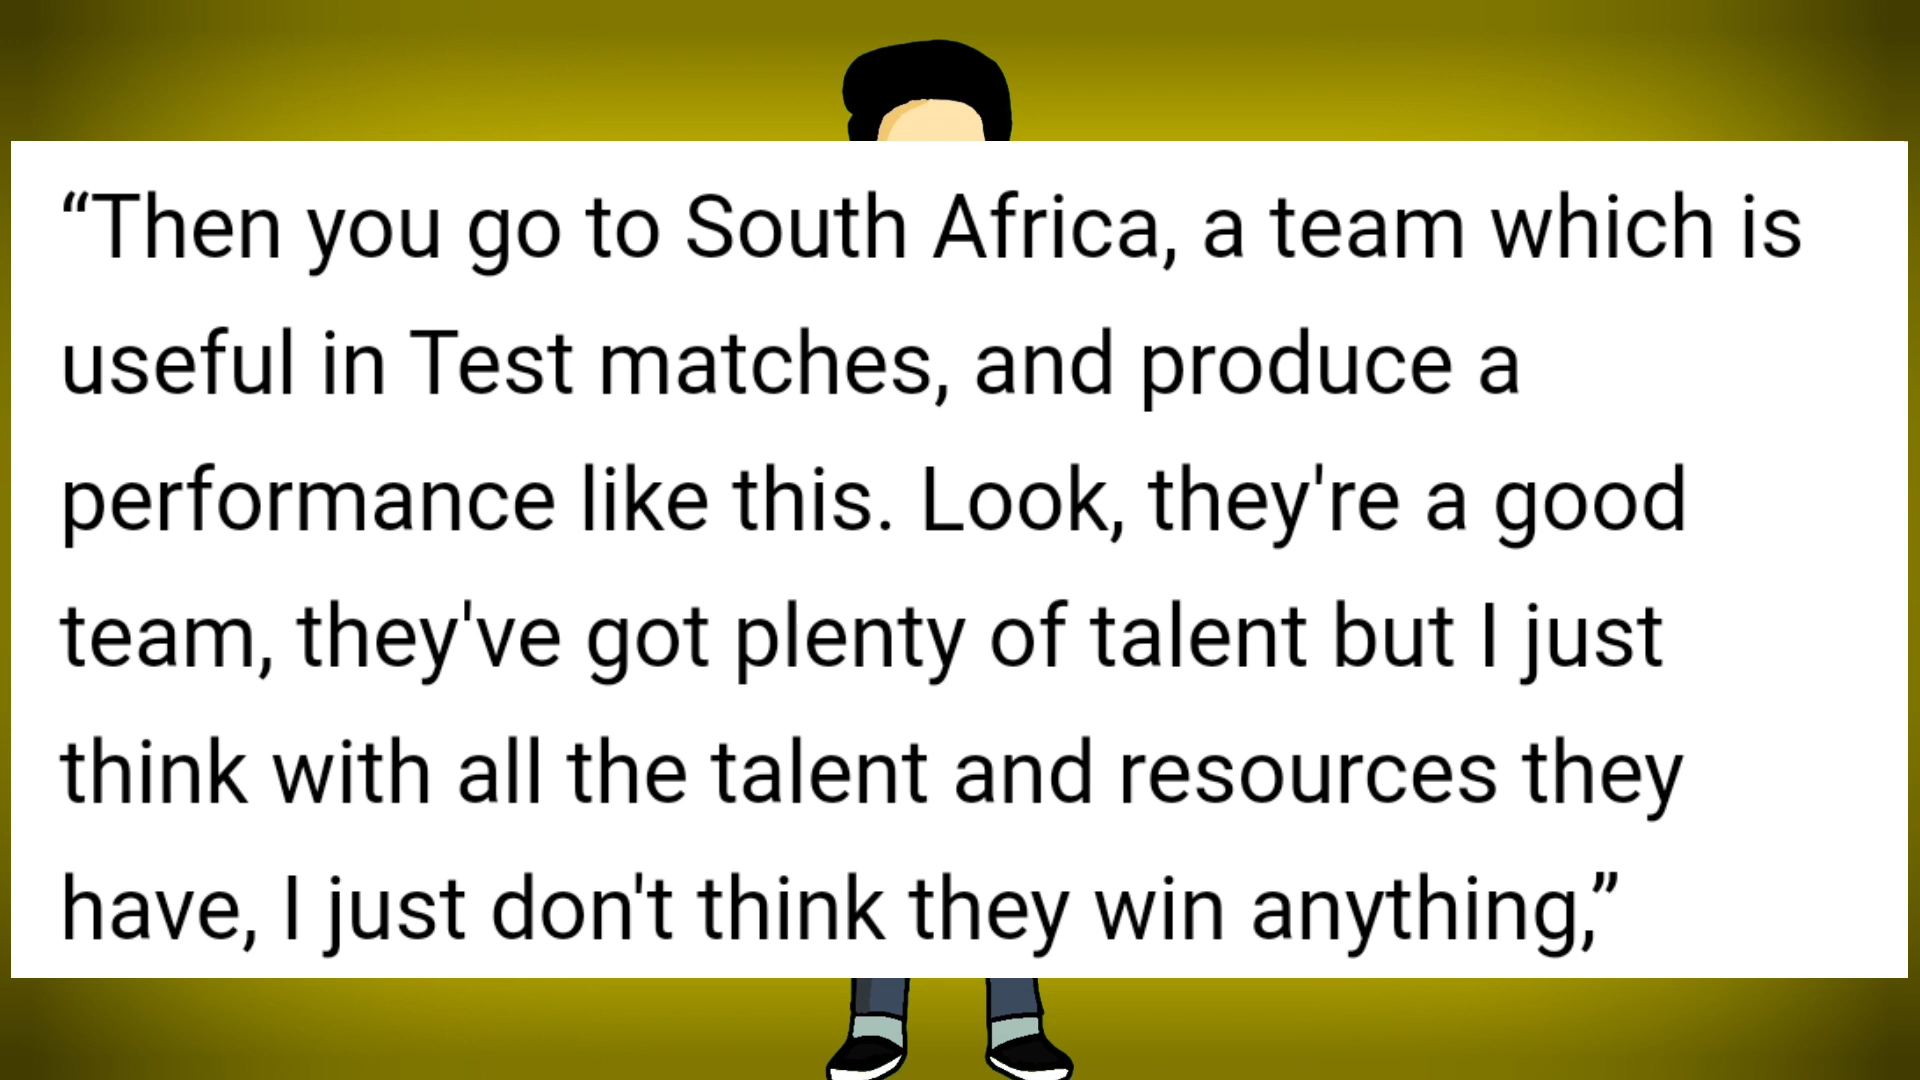 “Then you go to South Africa, a team which is
useful in Test matches, and produce a
performance like this. Look, they're a good
team, they've got plenty of talent but I just
think with all the talent and resources they
have, I just don't think they win anything,”